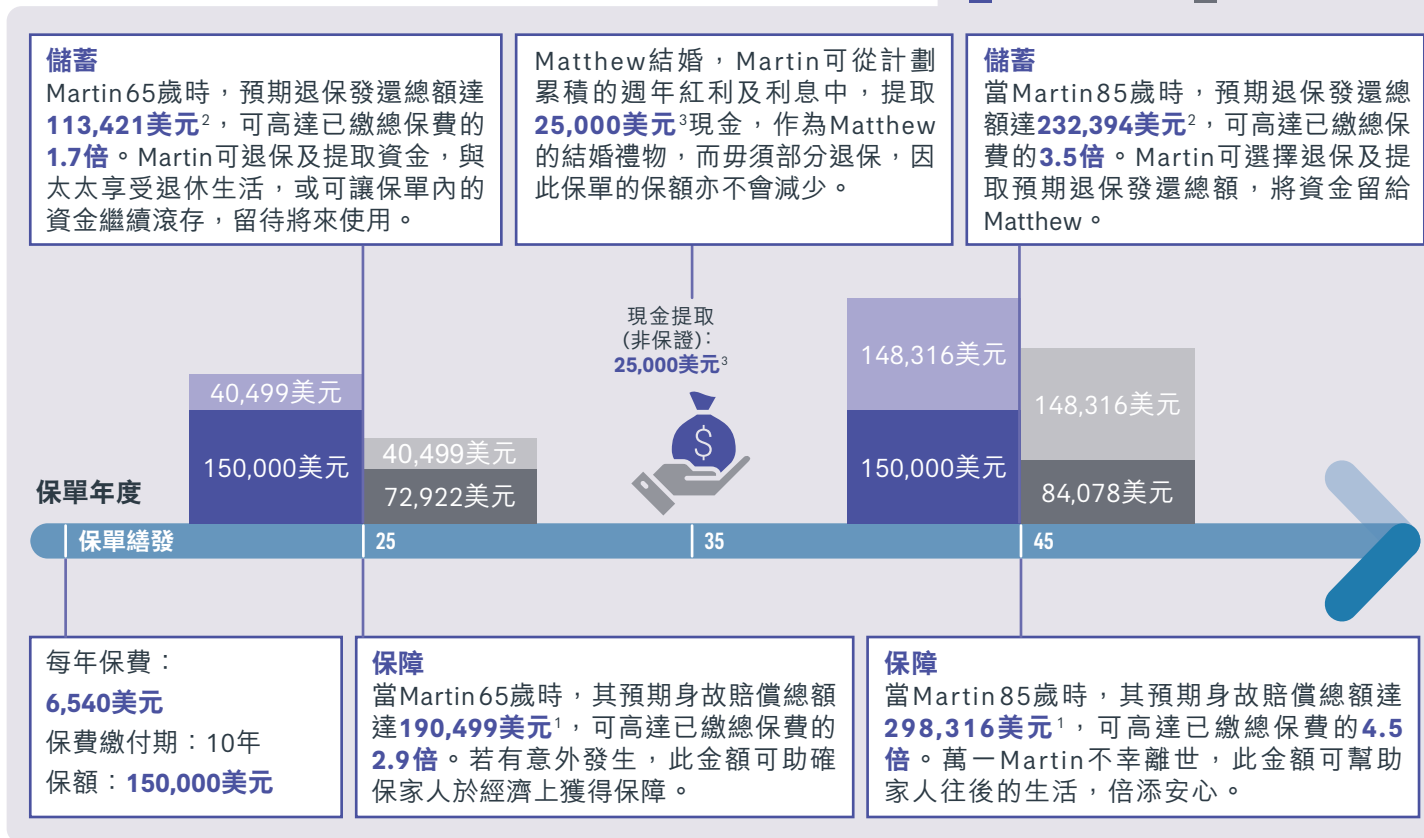 儲蓄
Martin65歲時，預期退保發還總額達
113,421美元2，可高達已繳總保費的
1.7倍。Martin可退保及提取資金，與
太太享受退休生活，或可讓保單內的
資金繼續滾存，留待將來使用。
Matthew結婚，Martin可從計劃
累積的週年紅利及利息中，提取
25,000美元3現金，作為Matthew
的結婚禮物，而毋須部分退保，因
此保單的保額亦不會減少。
儲蓄
當Martin85歲時，預期退保發還總
額達232,394美元2，可高達已繳總保
費的3.5倍。Martin可選擇退保及提
取預期退保發還總額，將資金留給
Matthew。
現金提取
(非保證)：
25,000美元3
$
40,499美元
150,000美元
40,499美元
72,922美元
148,316美元
150,000美元
148,316美元
84,078美元
保單年度
保單繕發
25
35
45
每年保費：
6,540美元
保費繳付期：10年
保額：150,000美元
保障
當Martin65歲時，其預期身故賠償總額
達190,499美元1，可高達已繳總保費的
2.9倍。若有意外發生，此金額可助確
保家人於經濟上獲得保障。
保障
當Martin85歲時，其預期身故賠償總額達
298,316美元1，可高達已繳總保費的4.5
倍。萬一Martin不幸離世，此金額可幫助
家人往後的生活，倍添安心。